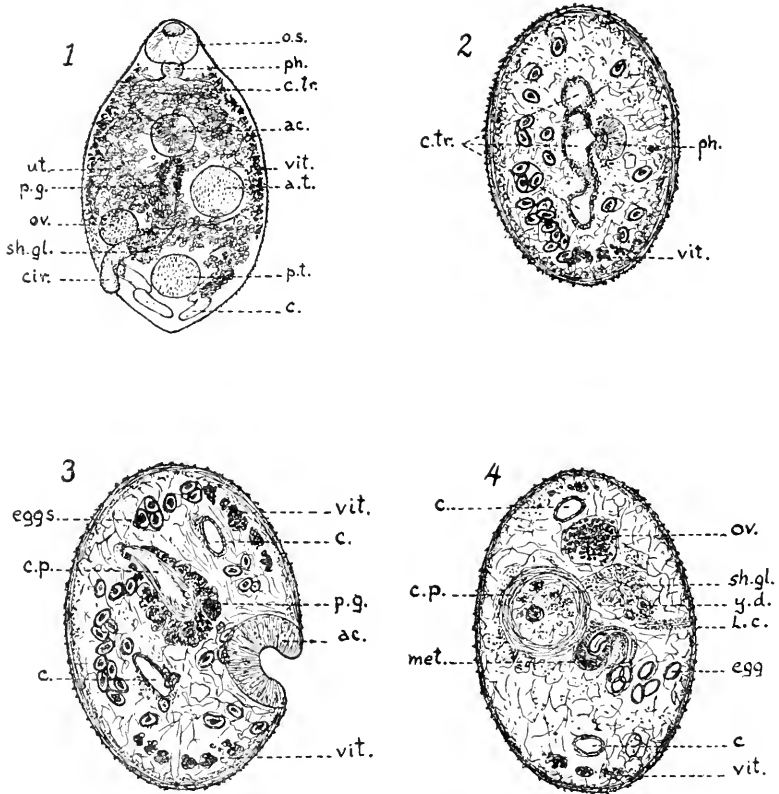 1
o.s.
ph.
c.tr.
ac.
ut.
vit.
p.g.
a.t.
ov.
sh.gl.
cir.
p.t.
c.
2
c.tr.
ph.
vit.
3
eggs
vit.
c.
c.p.
p.g.
ac.
c.
vit.
4
c.
ov.
c.p.
sh.gl.
y.d.
L.c.
met.
egg
c
vit.